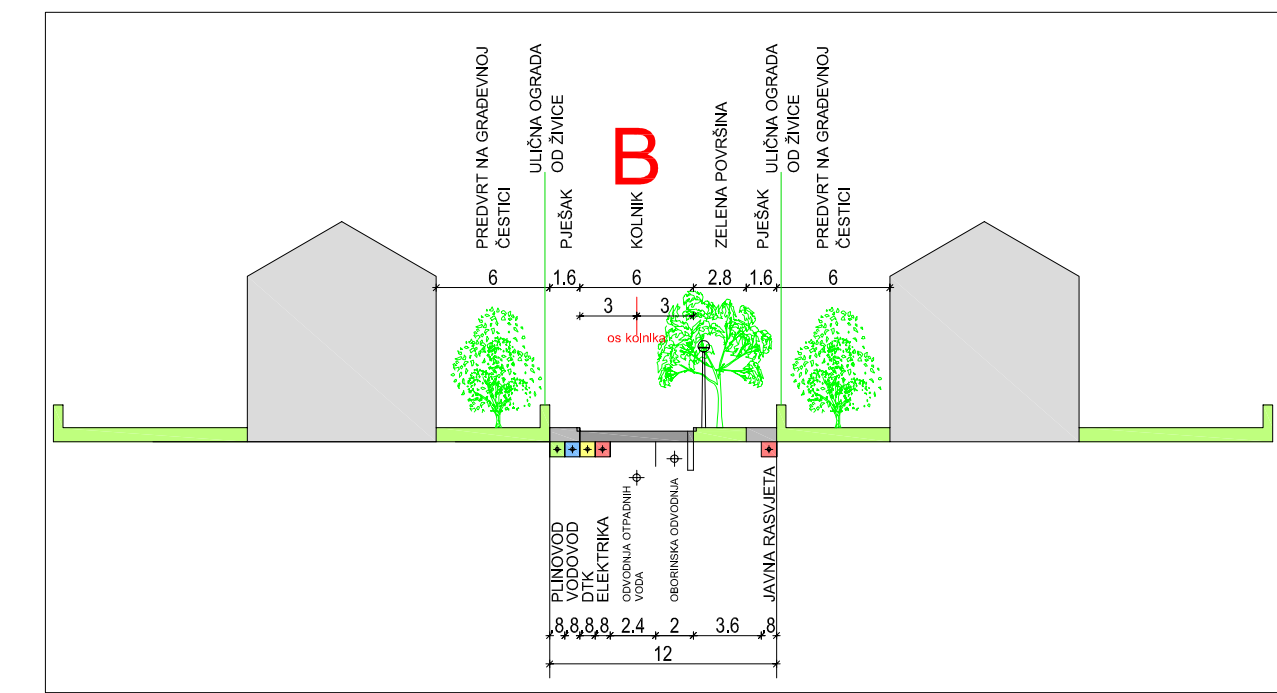 PREDVRT NA GRAĐEVNOJ
ČESTICI
ULIČNA OGRADA
OD ŽIVICE
PJEŠAK
B
KOLNIK
ZELENA POVRŠINA
PJEŠAK
ULIČNA OGRADA
OD ŽIVICE
PREDVRT NA GRAĐEVNOJ
ČESTICI
6 1.6 6 2.8 1.6 6
3 3
os kolnika
PLINOVOD
VODOVOD
DTK
ELEKTRIKA
ODVODNJA OTPADNIH
VODA
OBORINSKA ODVODNJA
JAVNA RASVJETA
.8 .8 .8 .8 2.4 2 3.6 .8
12